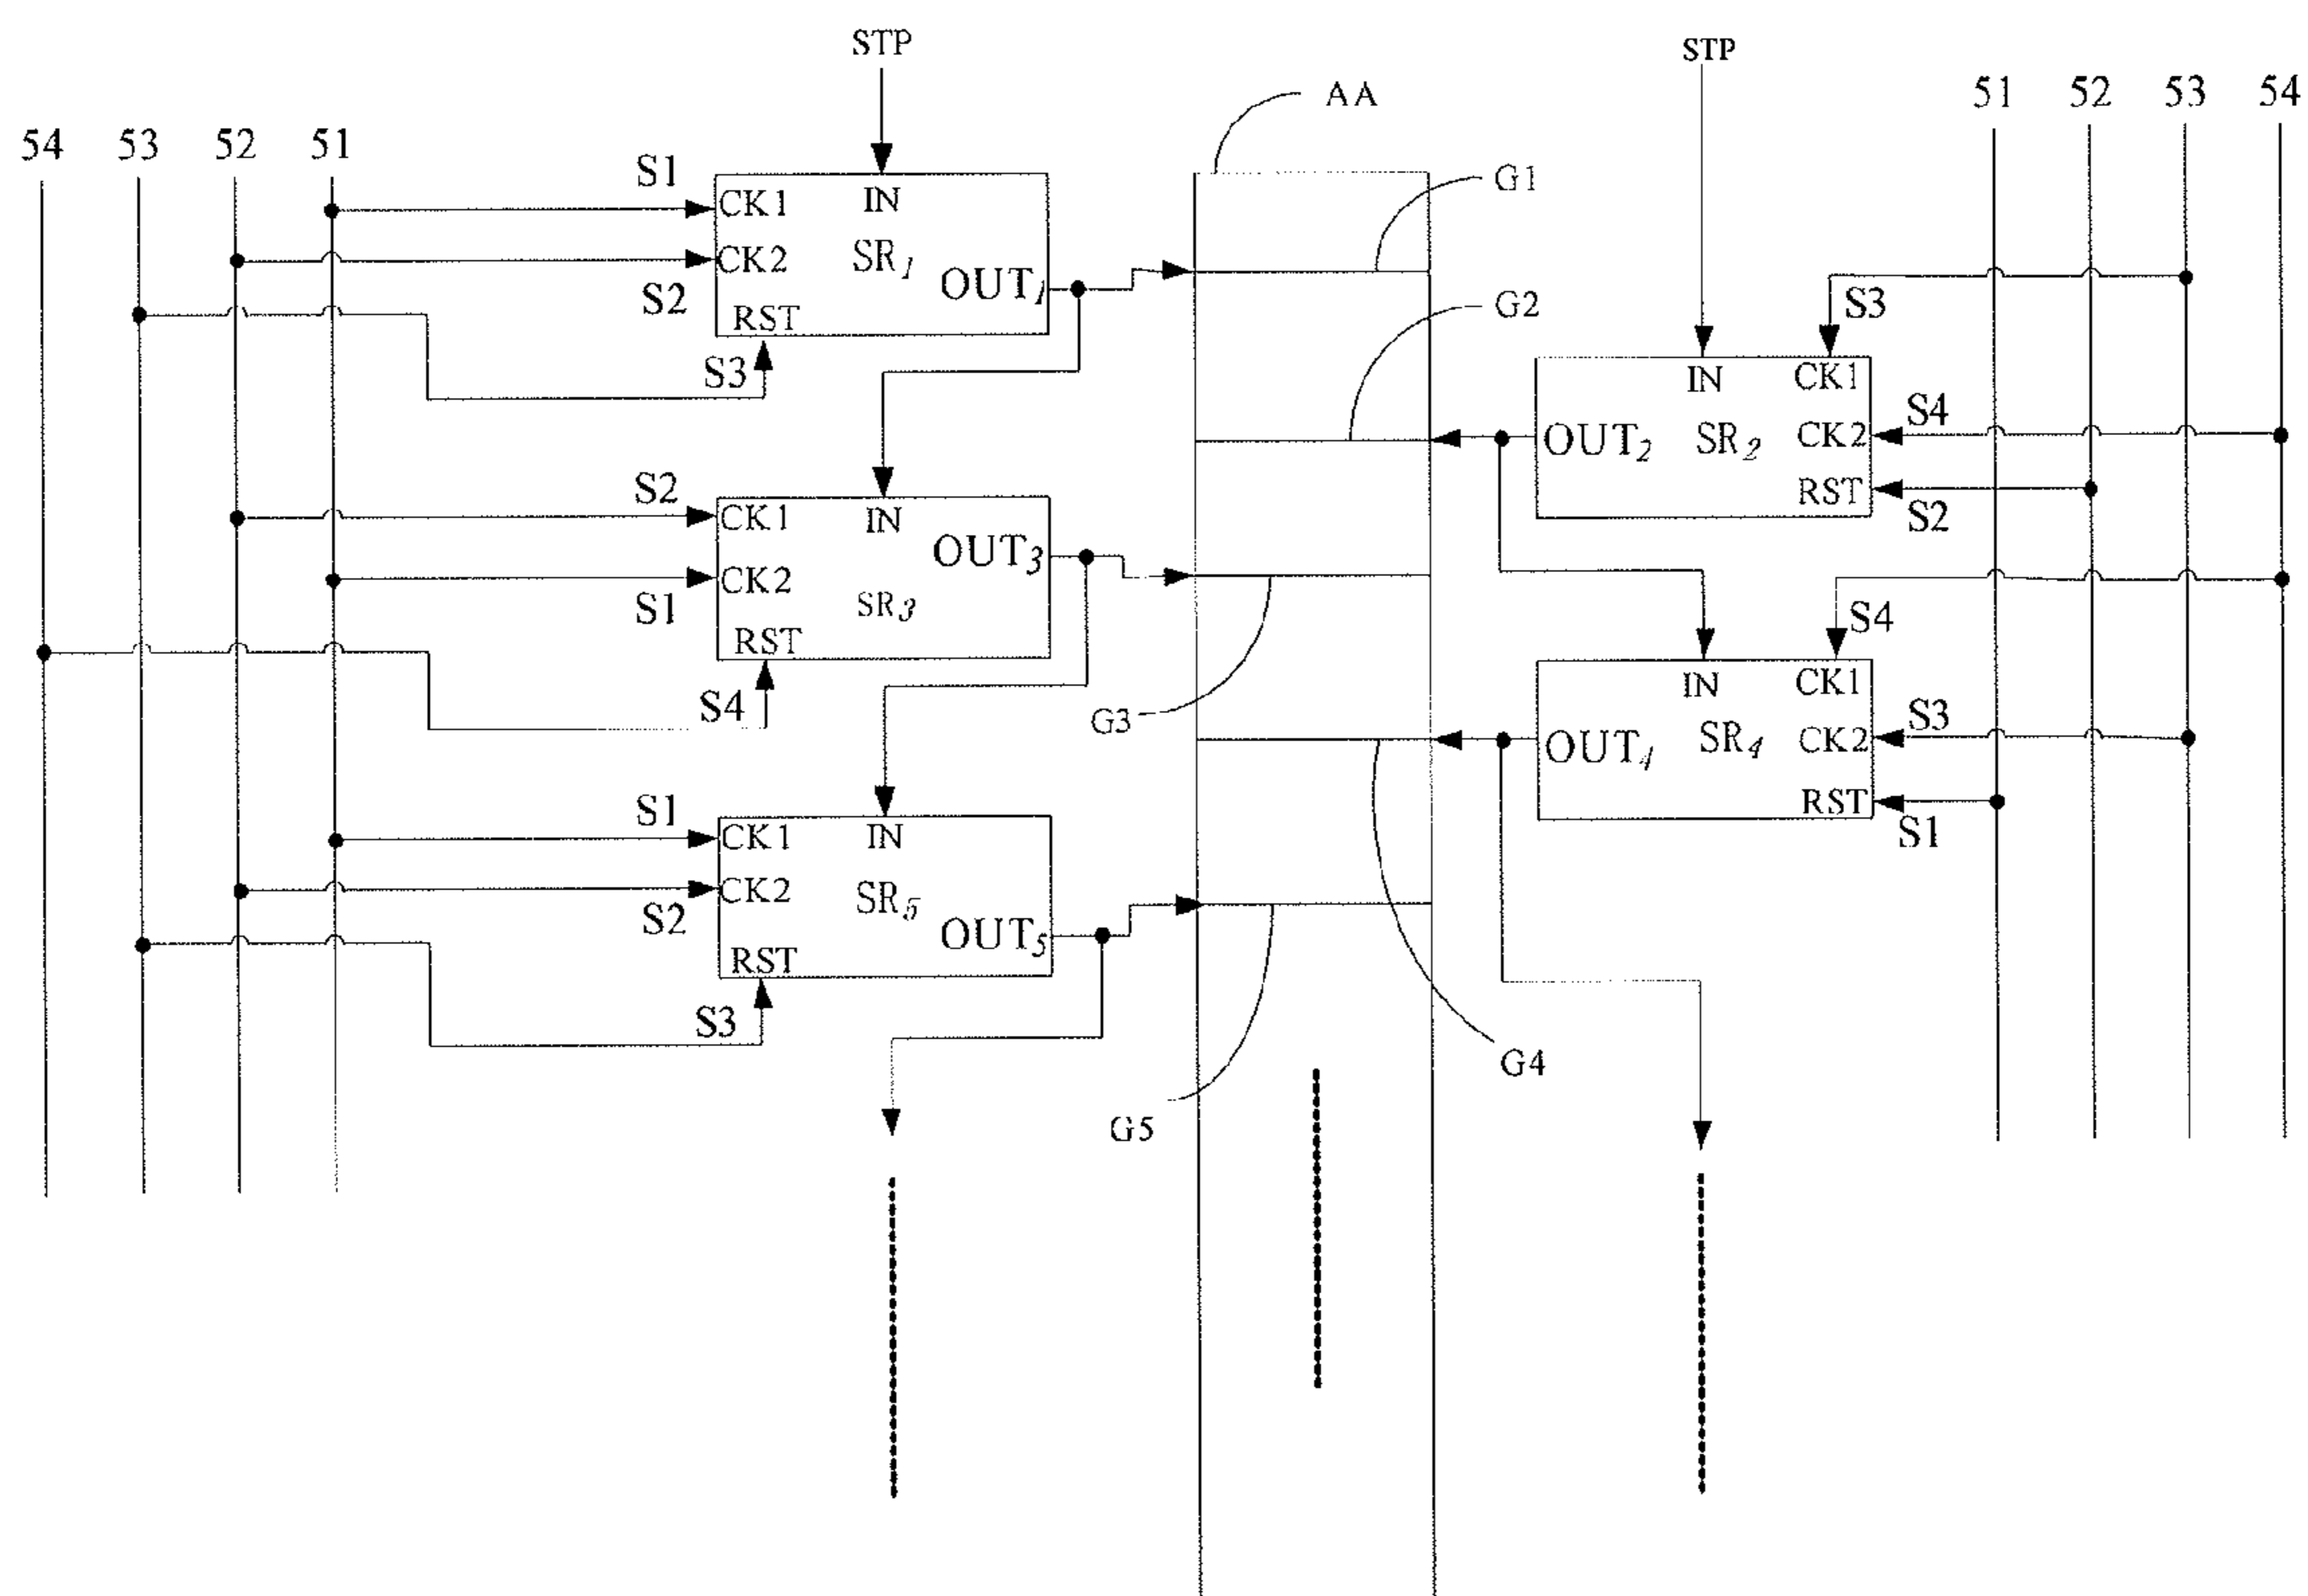 STP
STP
AA
51 52 53 54
54 53 52 51
S1
CK1 IN
G1
CK2 SR1
S2
OUT1
RST
S3
S3
G2
IN CK1
S4
OUT2 SR2 CK2
RST
S2
S2
CK1 IN
OUT3
CK2
S1
SR3
RST
S4
S4
IN CK1
G3
S3
OUT4 SR4 CK2
RST
S1
S1
CK1 IN
CK2 SR5
S2
OUT5
RST
S3
G4
G5